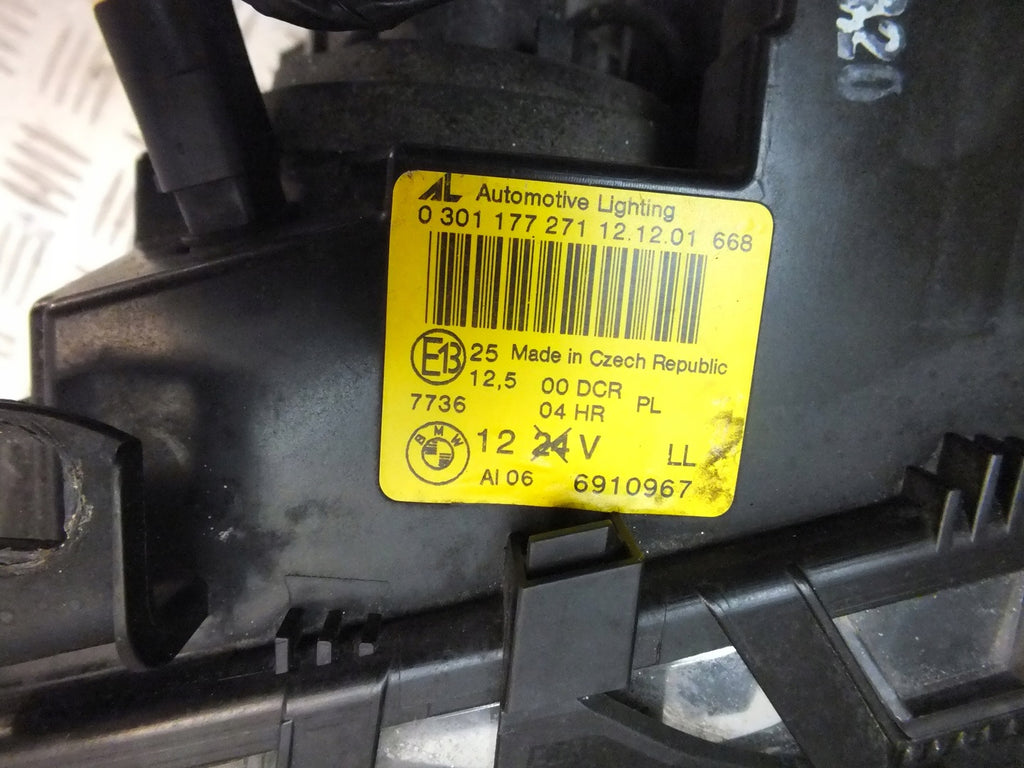 320
AL Automotive Lighting
0 301 177 271 12.12.01 668
E13 25 Made in Czech Republic
12,5 00 DCR PL
7736 04 HR
BMW 12 24 V LL
AI 06 6910967